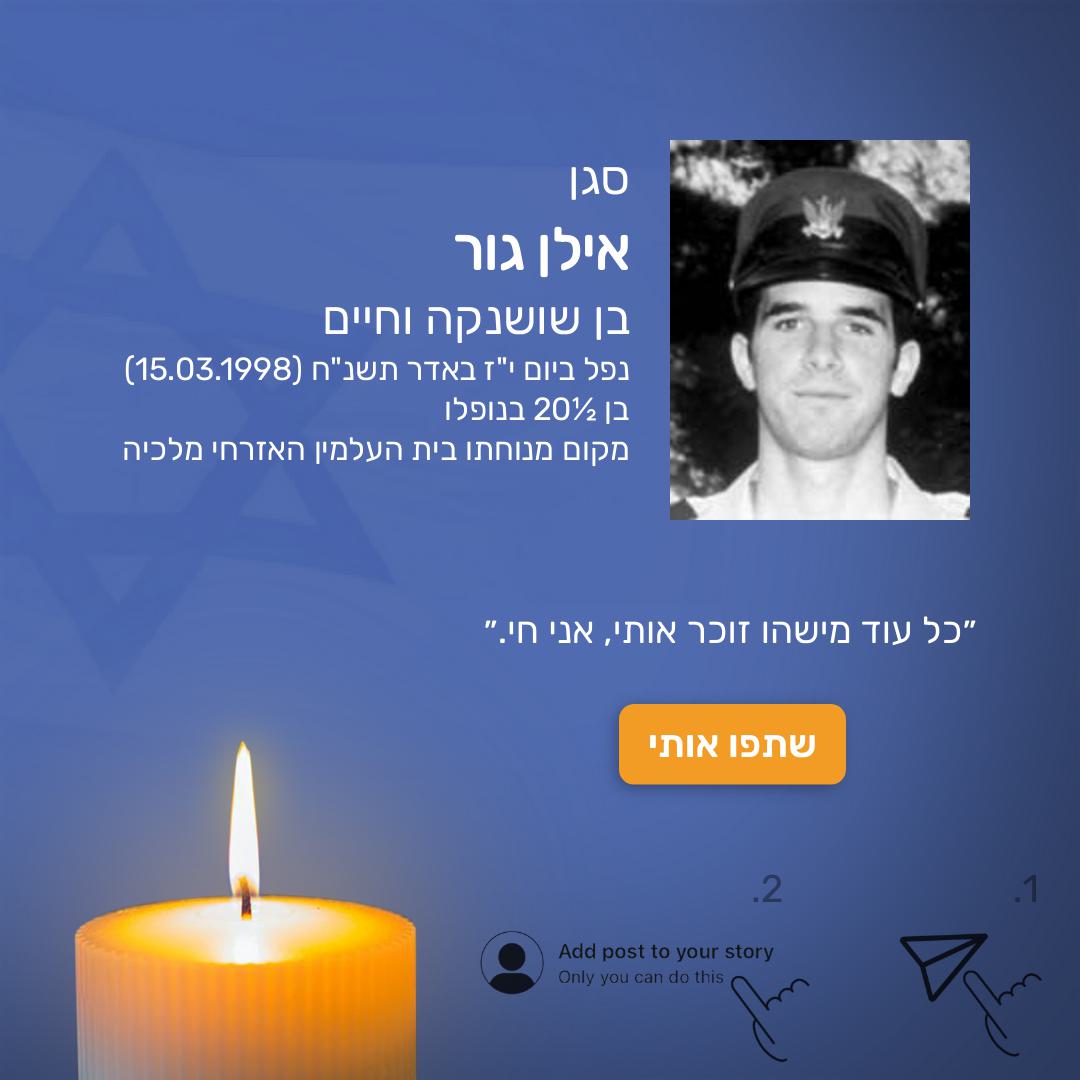 סגן
אילן גור
בן שושנקה וחיים
נפל ביום י"ז באדר תשנ"ח (15.03.1998)
בן 20½ בנופלו
מקום מנוחתו בית העלמין האזרחי מלכיה
״כל עוד מישהו זוכר אותי, אני חי.״
שתפו אותי
.1
.2
Add post to your story
Only you can do this